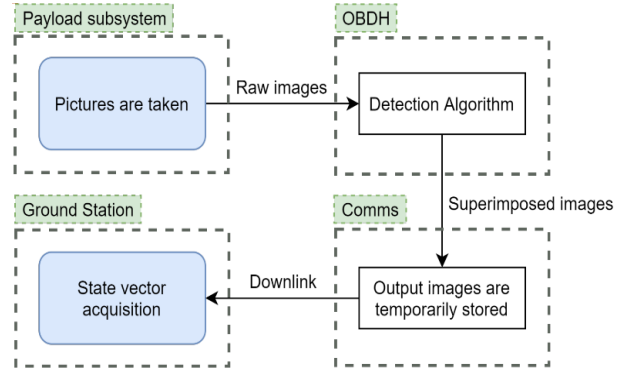 Payload subsystem
OBDH
Pictures are taken
Raw images
Detection Algorithm
Superimposed images
Ground Station
Comms
State vector
acquisition
Downlink
Output images are
temporarily stored